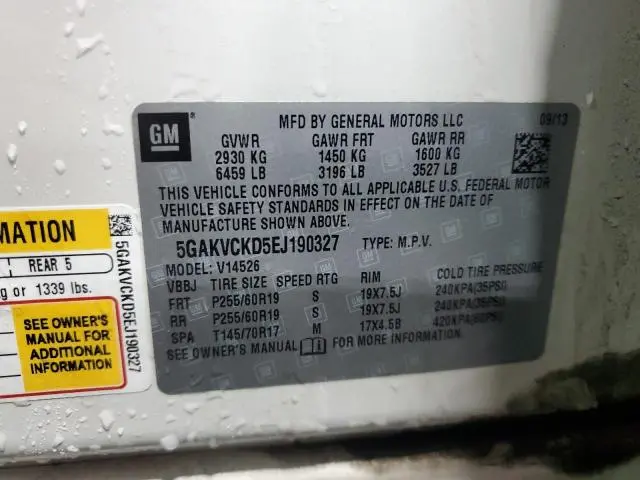 GM
MFD BY GENERAL MOTORS LLC 09/13
GVWR GAWR FRT GAWR RR
2930 KG 1450 KG 1600 KG
6459 LB 3196 LB 3527 LB
THIS VEHICLE CONFORMS TO ALL APPLICABLE U.S. FEDERAL MOTOR
VEHICLE SAFETY STANDARDS IN EFFECT ON THE DATE OF
MANUFACTURE SHOWN ABOVE.
5GAKVCKD5EJ190327 TYPE: M.P.V.
MODEL: V14526
VBBJ TIRE SIZE SPEED RTG RIM COLD TIRE PRESSURE
FRT P255/60R19 S 19X7.5J 240KPA(35PSI)
RR P255/60R19 S 19X7.5J 240KPA(35PSI)
SPA T145/70R17 M 17X4.5B 420KPA(60PSI)
SEE OWNER'S MANUAL FOR MORE INFORMATION.
MATION
REAR 5
g or 1339 lbs.
SEE OWNER'S
MANUAL FOR
ADDITIONAL
INFORMATION
5GAKVCKD5EJ190327